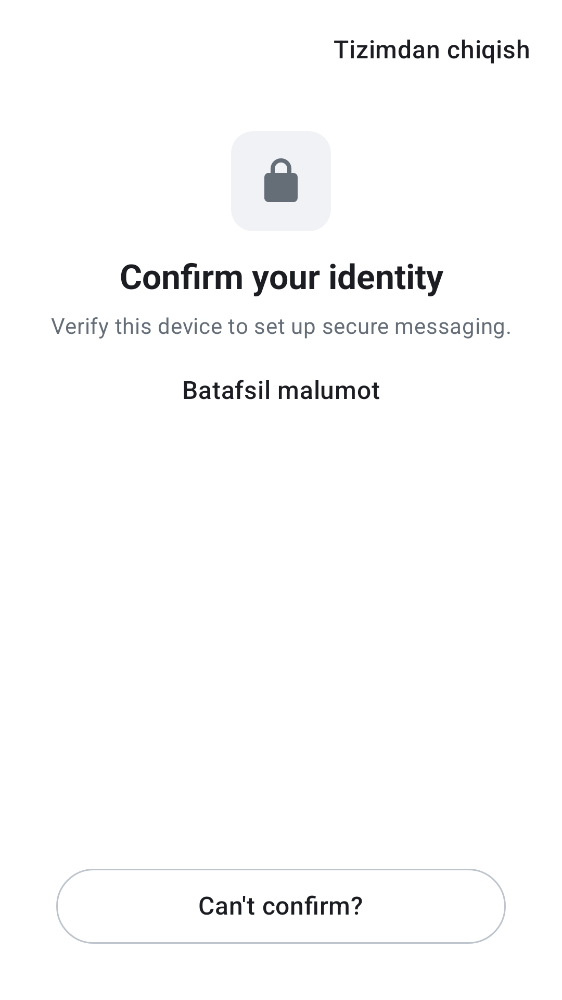 Tizimdan chiqish
Confirm your identity
Verify this device to set up secure messaging.
Batafsil malumot
Can't confirm?